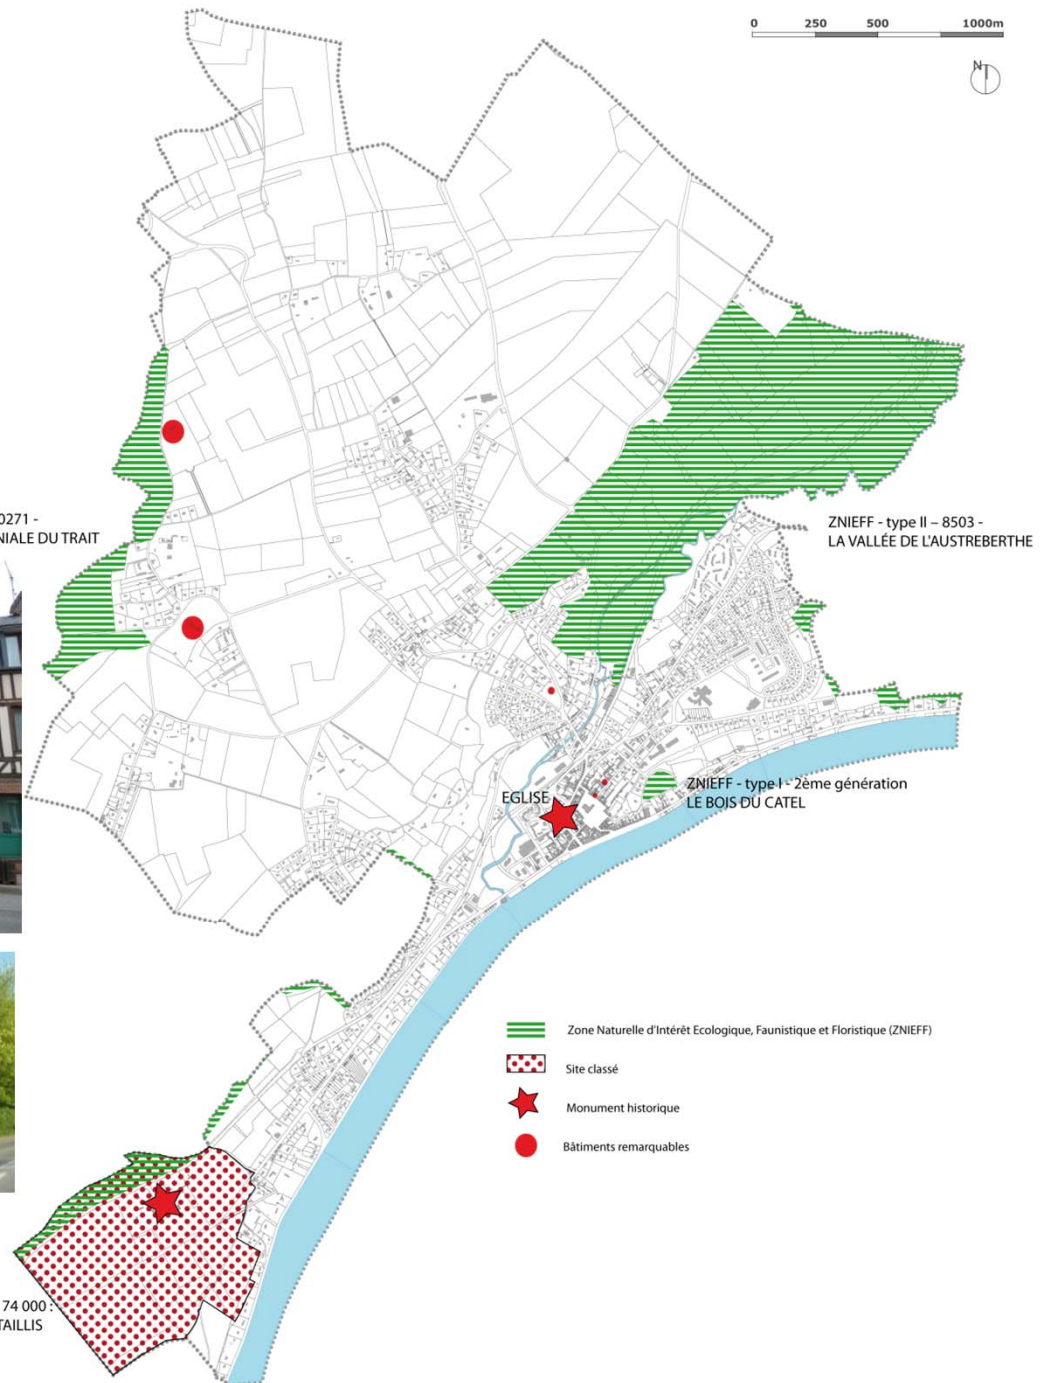 0 250 500 1000m
N
0271 -
NIALE DU TRAIT
ZNIEFF - type II – 8503 -
LA VALLÉE DE L'AUSTREBERTHE
ZNIEFF - type I - 2ème génération
LE BOIS DU CATEL
EGLISE
Zone Naturelle d'Intérêt Ecologique, Faunistique et Floristique (ZNIEFF)
Site classé
Monument historique
Bâtiments remarquables
74 000 :
TAILLIS